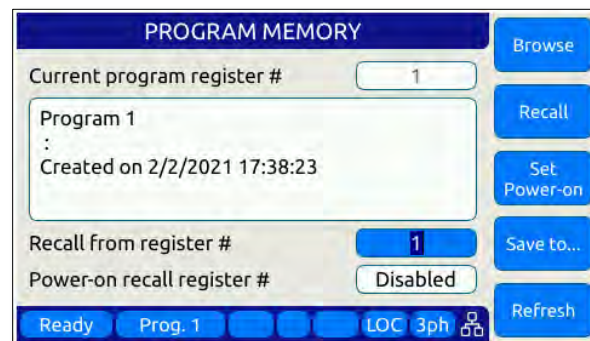 PROGRAM MEMORY
Current program register # 1
Program 1
:
Created on 2/2/2021 17:38:23
Recall from register # 1
Power-on recall register # Disabled
Ready Prog. 1 LOC 3ph
Browse
Recall
Set
Power-on
Save to...
Refresh